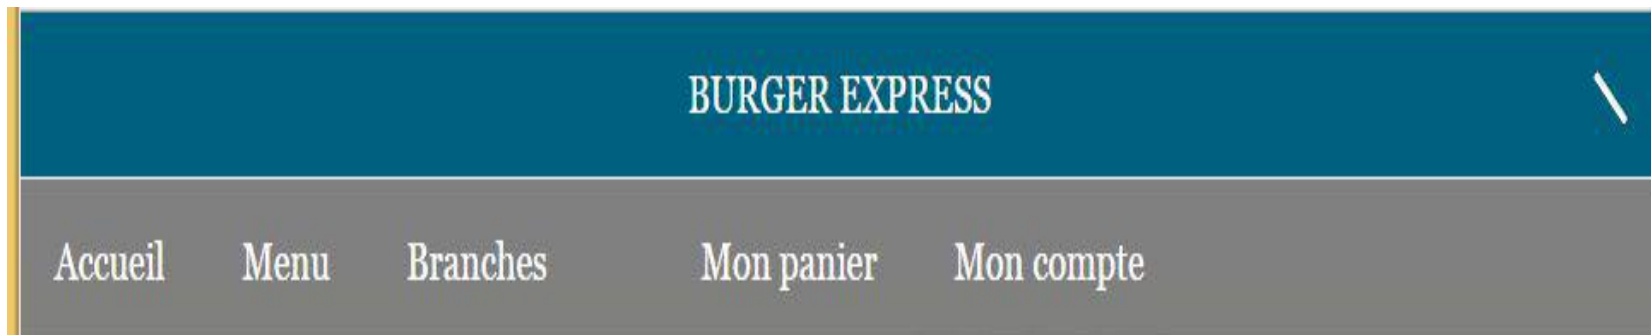 BURGER EXPRESS
Accueil Menu Branches Mon panier Mon compte